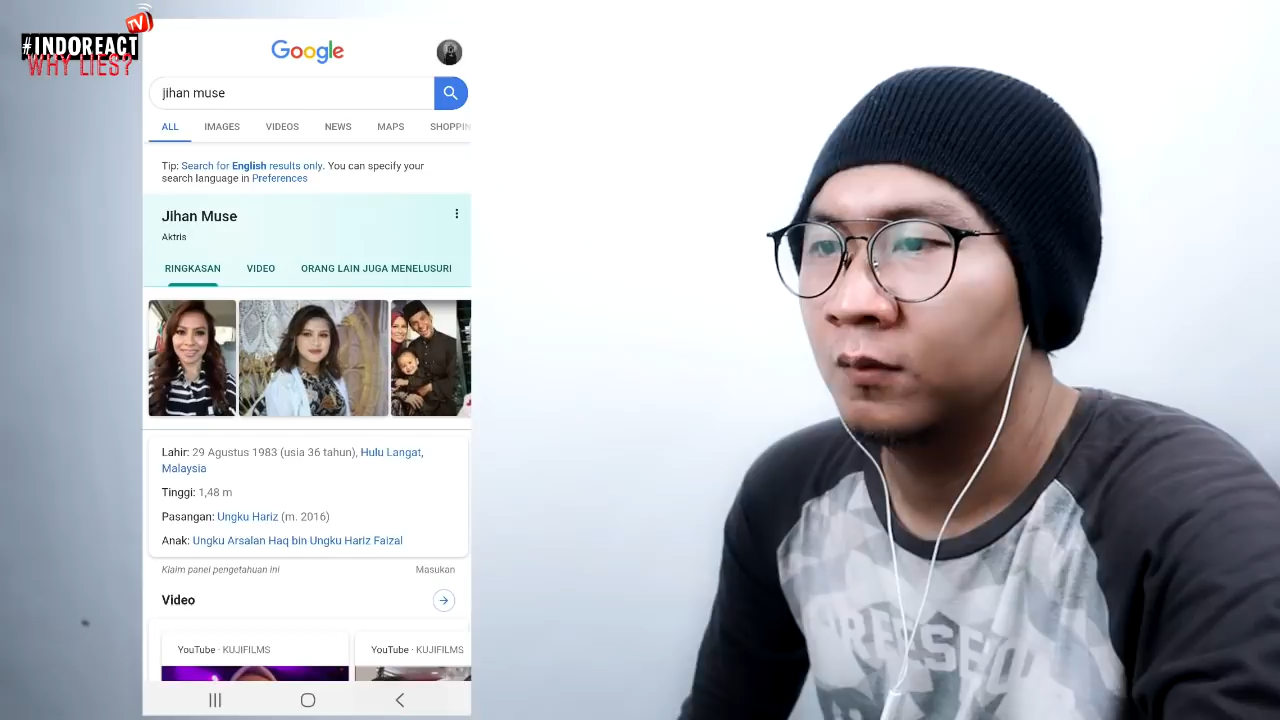 #INDOREACT
TV
WHY LIES?
Google
jihan muse
ALL IMAGES VIDEOS NEWS MAPS SHOPPIN
Tip: Search for English results only. You can specify your
search language in Preferences
Jihan Muse
Aktris
RINGKASAN VIDEO ORANG LAIN JUGA MENELUSURI
Lahir: 29 Agustus 1983 (usia 36 tahun), Hulu Langat,
Malaysia
Tinggi: 1,48 m
Pasangan: Ungku Hariz (m. 2016)
Anak: Ungku Arsalan Haq bin Ungku Hariz Faizal
Klaim panel pengetahuan ini Masukan
Video
YouTube · KUJIFILMS YouTube · KUJIFILMS